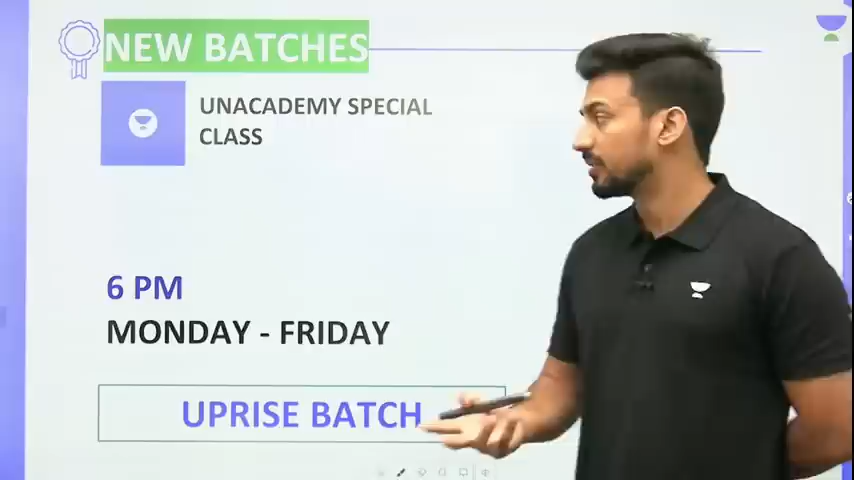 NEW BATCHES
UNACADEMY SPECIAL
CLASS
6 PM
MONDAY - FRIDAY
UPRISE BATCH